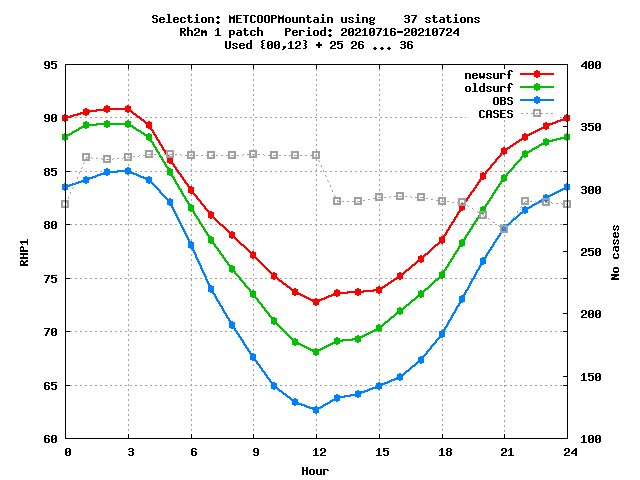 Selection: METCOOPMountain using    37 stations
Rh2m 1 patch   Period: 20210716-20210724
Used {00,12} + 25 26 ... 36
95 400
newsurf
oldsurf
OBS
CASES
90 350
85 300
80 250
75 200
70
65 150
60 100
RHP1
No cases
0 3 6 9 12 15 18 21 24
Hour